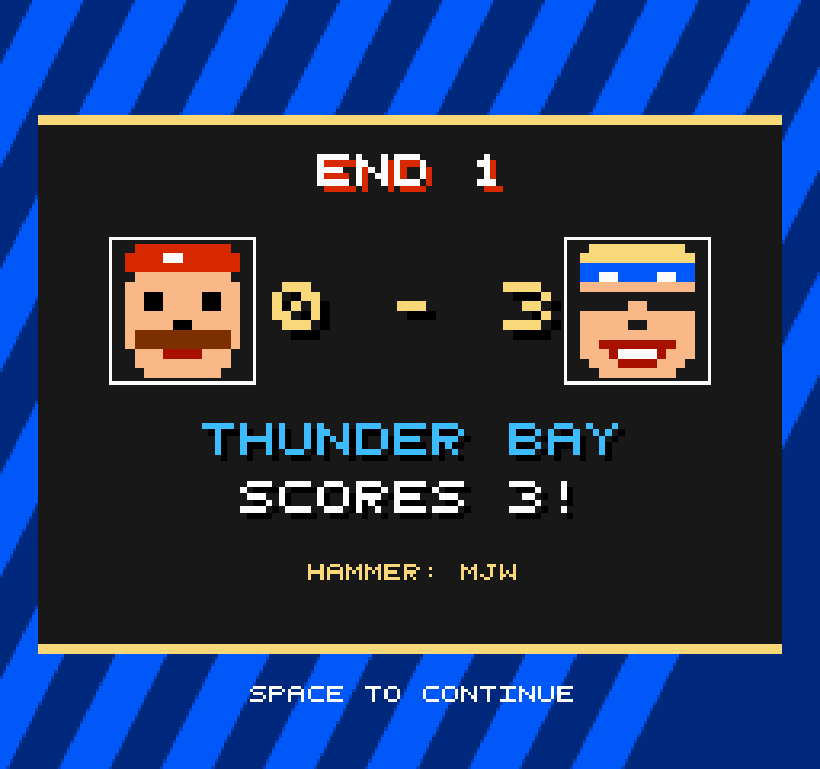 END 1
0 - 3
THUNDER BAY
SCORES 3!
HAMMER: MJW
SPACE TO CONTINUE